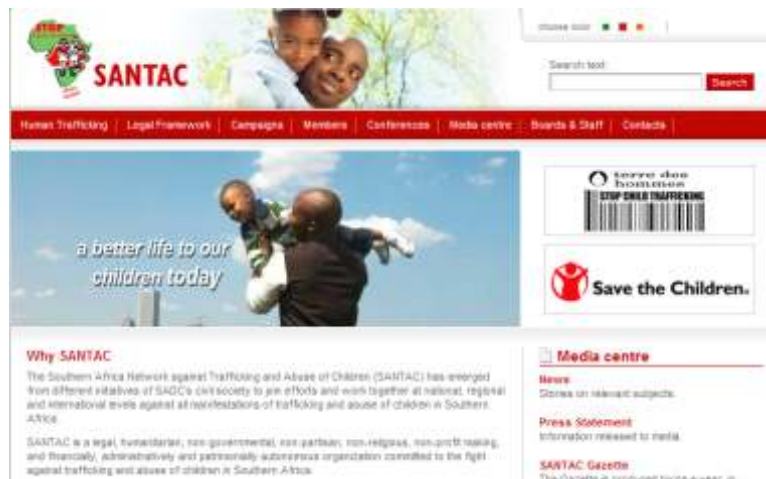 STOP
SANTAC
choose color
Search text
Search
Human Trafficking | Legal Framework | Campaigns | Members | Conferences | Media centre | Boards & Staff | Contacts |
a better life to our
children today
terre des
hommes
STOP CHILD TRAFFICKING
Save the Children.
Why SANTAC
The Southern Africa Network against Trafficking and Abuse of Children (SANTAC) has emerged
from different initiatives of SADC's civil society to join efforts and work together at national, regional
and international levels against all manifestations of trafficking and abuse of children in Southern
Africa.
SANTAC is a legal, humanitarian, non-governmental, non-partisan, non-religious, non-profit making,
and financially, administratively and patrimonially autonomous organization committed to the fight
against trafficking and abuse of children in Southern Africa.
Media centre
News
Stories on relevant subjects.
Press Statement
Information released to media.
SANTAC Gazette
The Gazette is produced